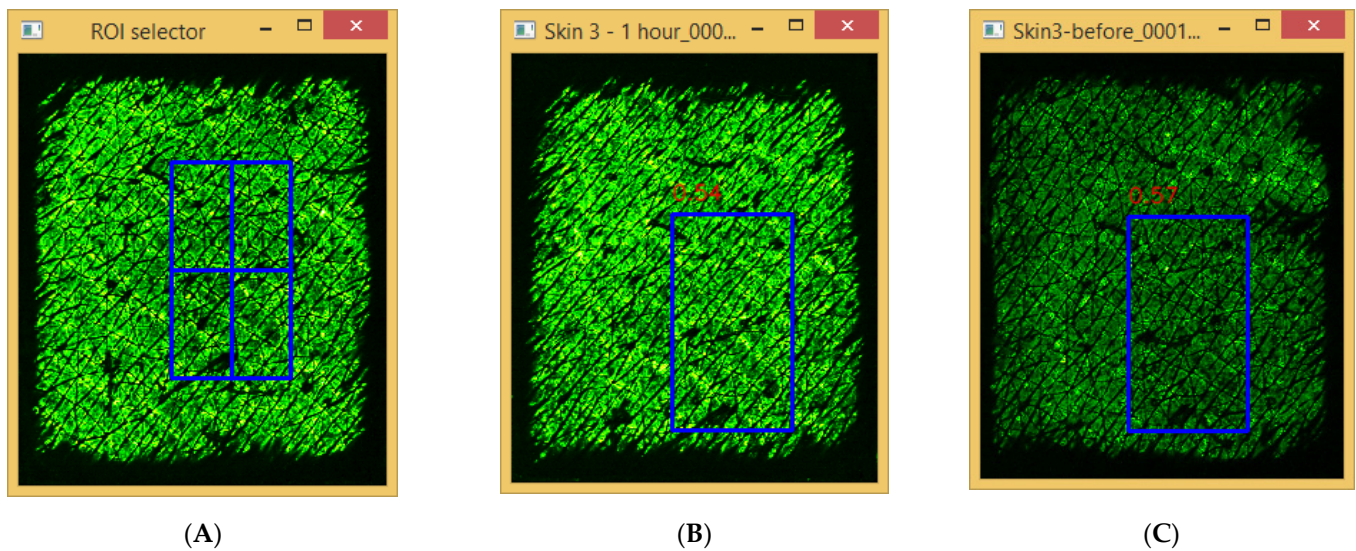 ROI selector
Skin 3 - 1 hour_000...
Skin3-before_0001...
0.54
0.57
(A)
(B)
(C)